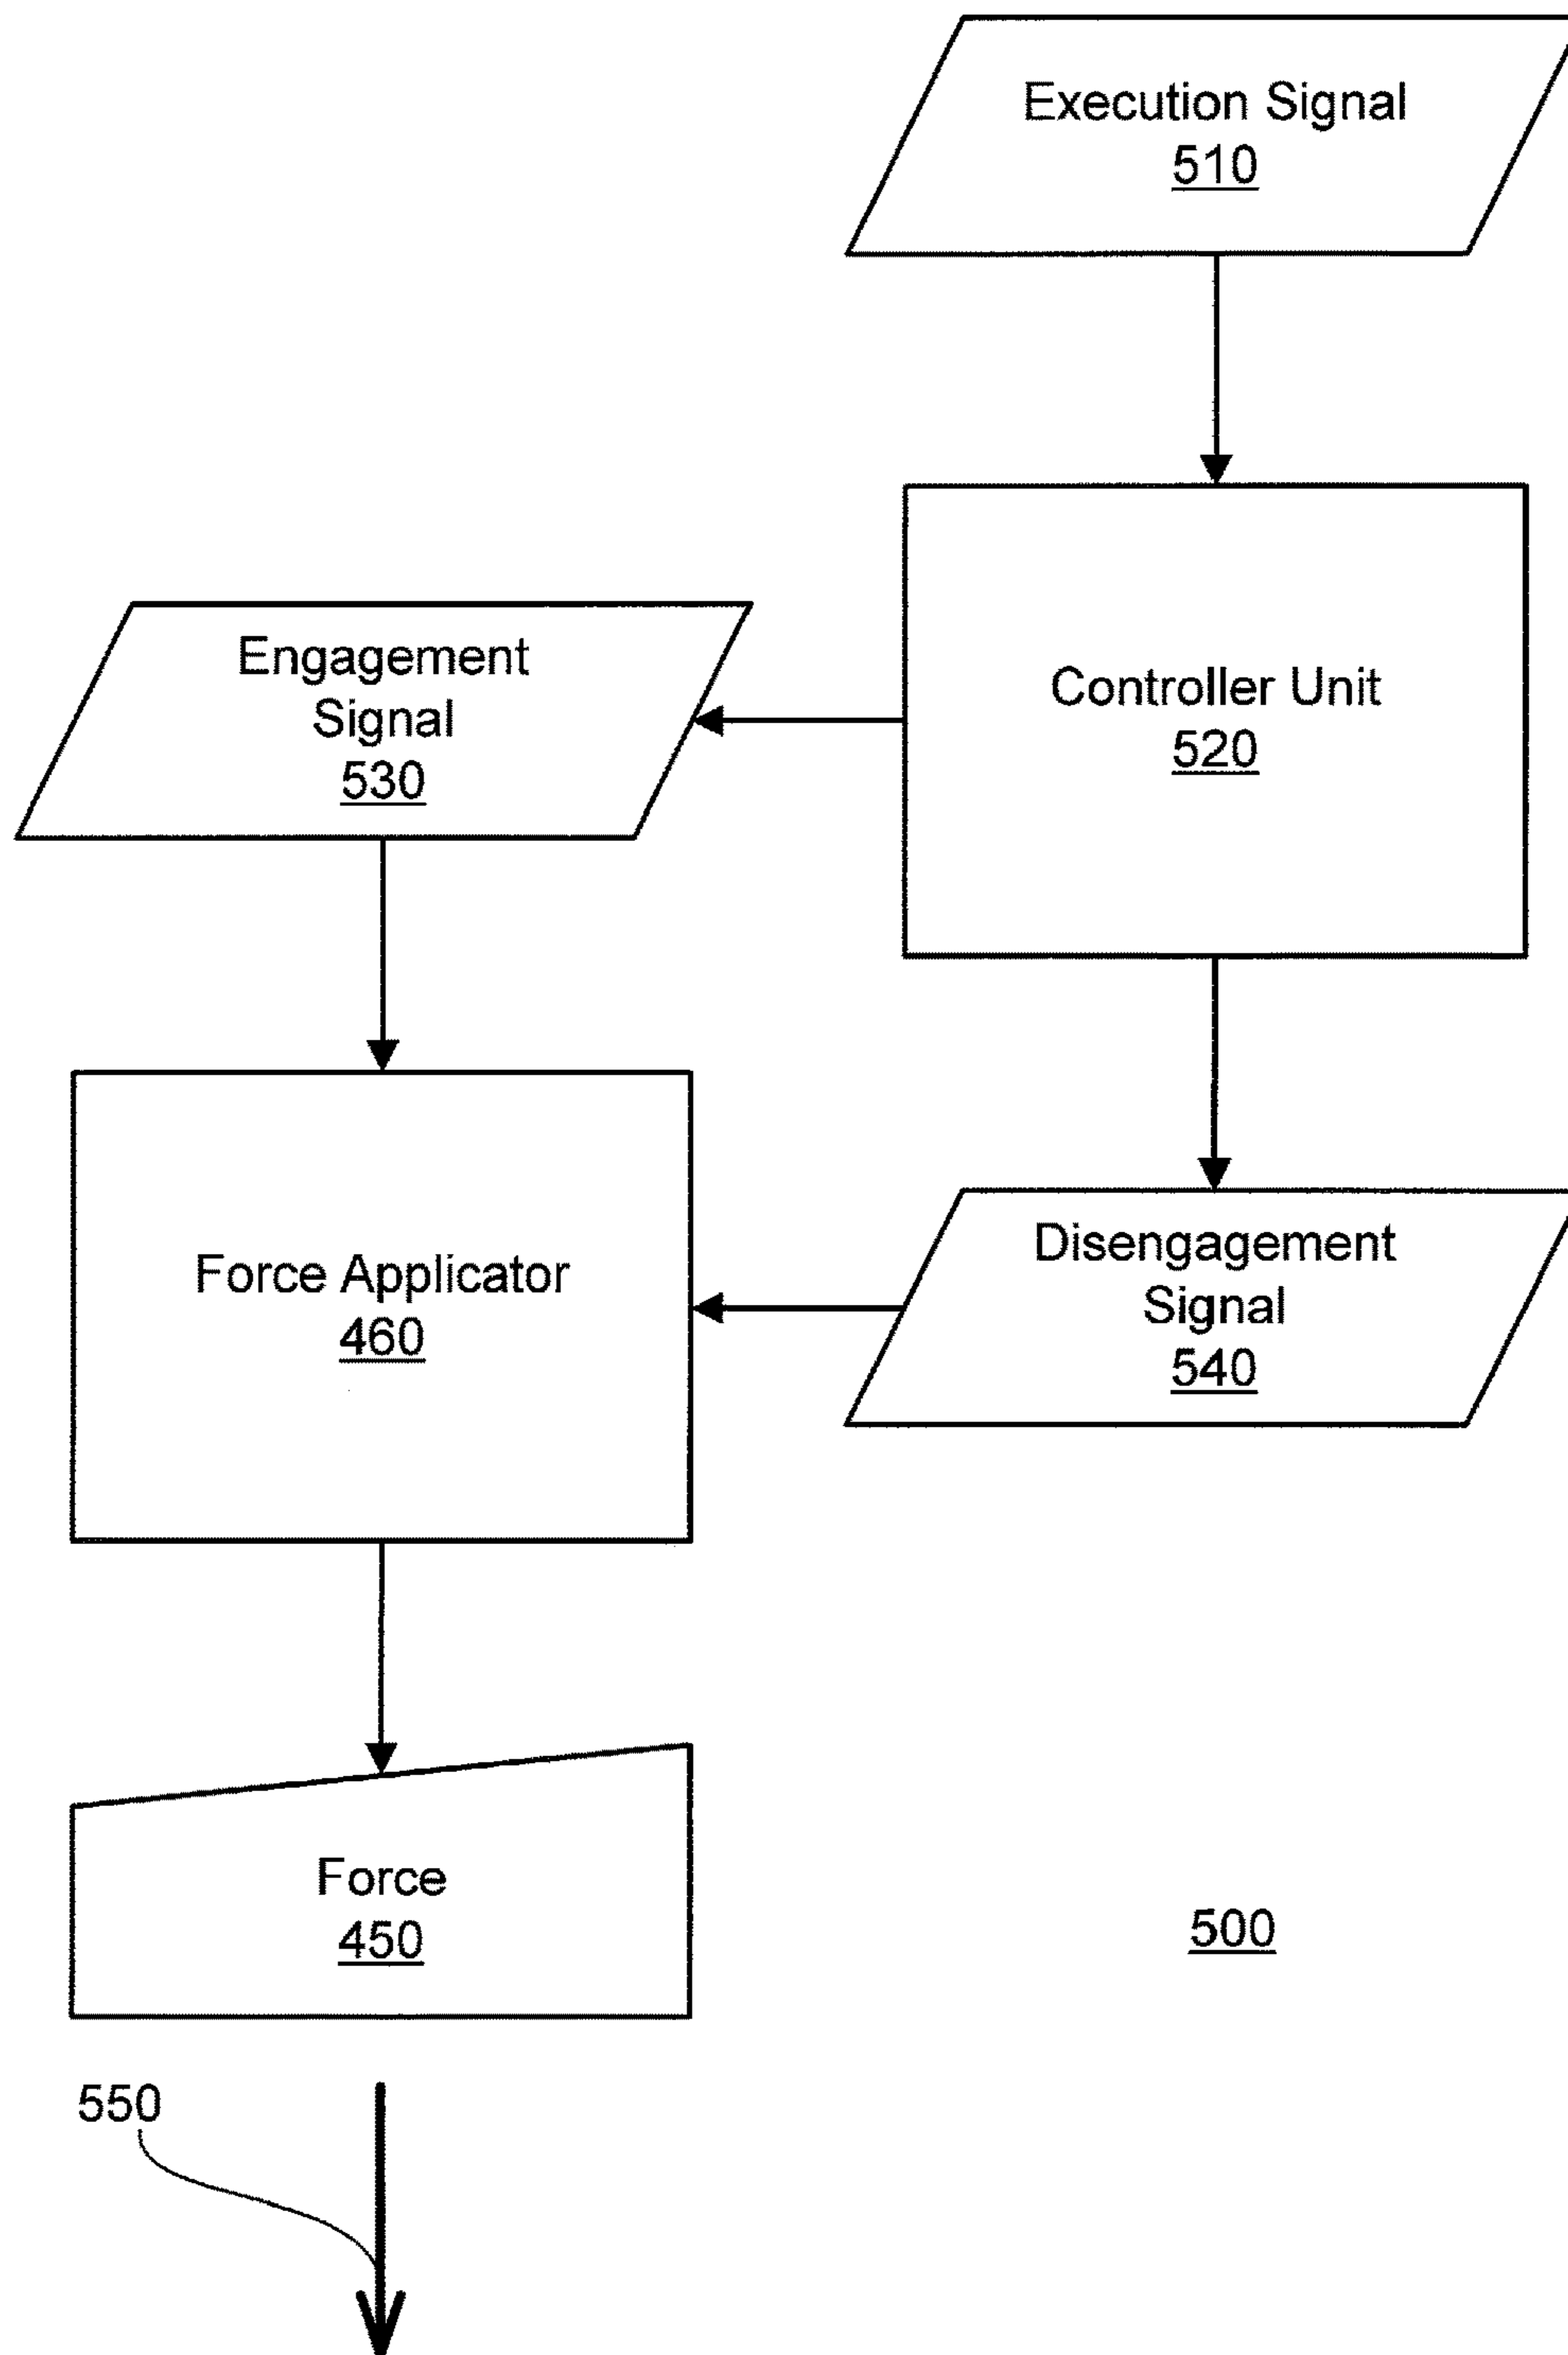 Execution Signal
510
Controller Unit
520
Engagement
Signal
530
Disengagement
Signal
540
Force Applicator
460
Force
450
500
550